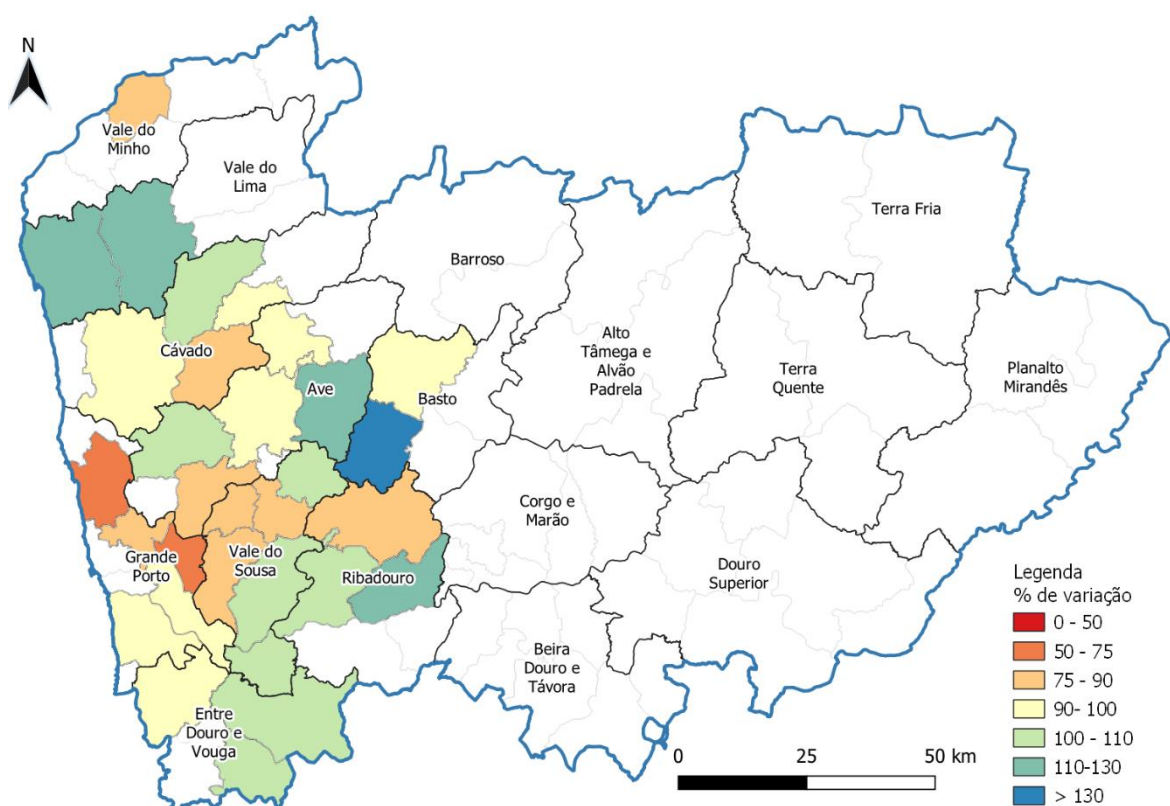 N
Vale do
Minho
Vale do
Lima
Terra Fria
Barroso
Cávado
Alto
Tâmega e
Alvão
Padrela
Terra
Quente
Planalto
Mirandês
Ave
Basto
Corgo e
Marão
Grande
Porto
Vale do
Sousa
Ribadouro
Douro
Superior
Beira
Douro e
Távora
Entre
Douro e
Vouga
Legenda
% de variação
0 - 50
50 - 75
75 - 90
90- 100
100 - 110
110-130
> 130
0
25
50 km